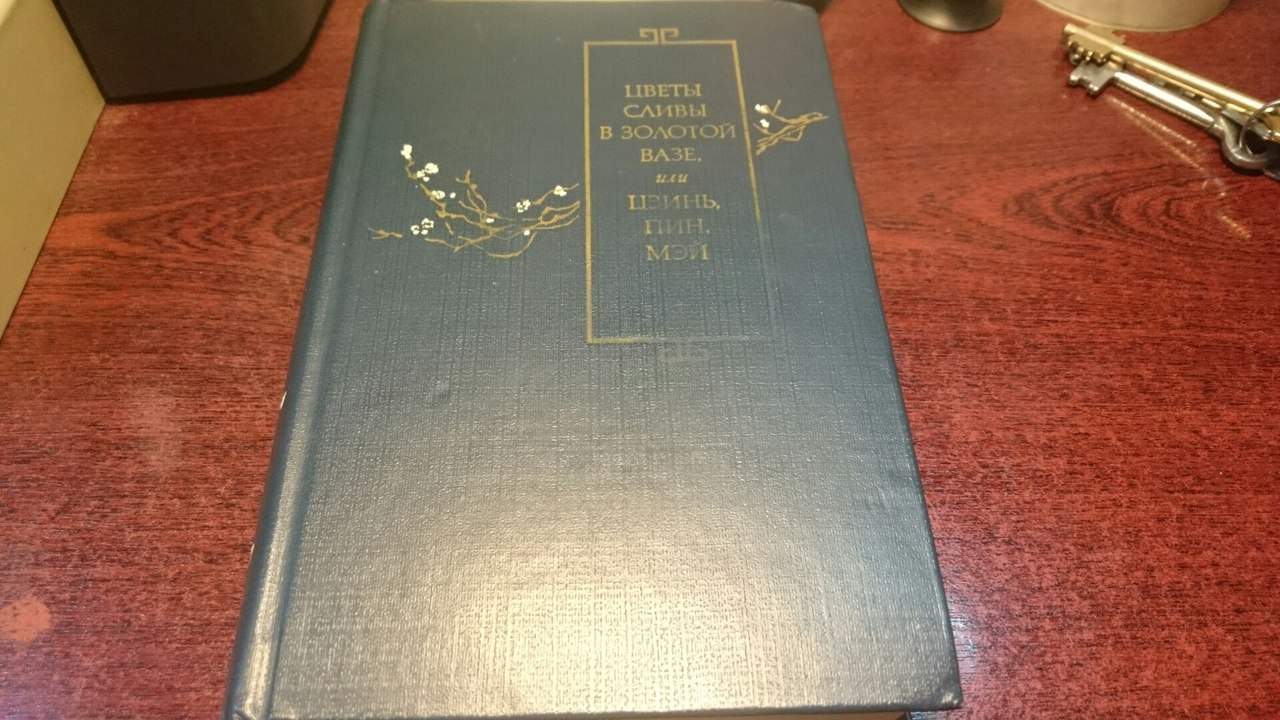 ЦВЕТЫ
СЛИВЫ
В ЗОЛОТОЙ
ВАЗЕ,
или
ЦЗИНЬ,
ПИН,
МЭЙ